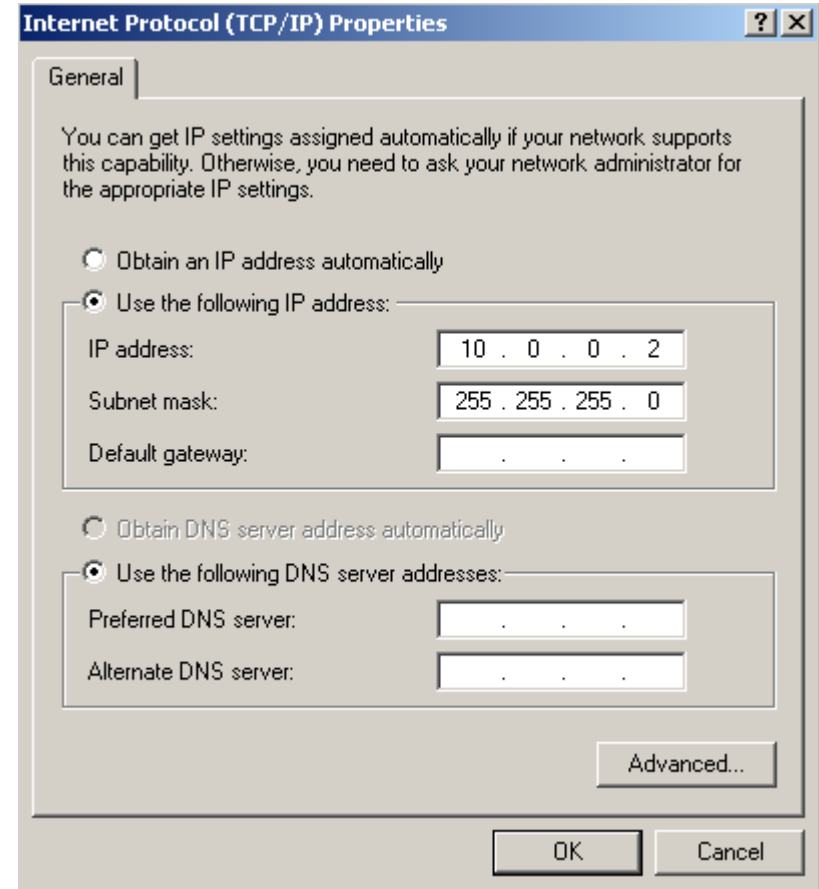 Internet Protocol (TCP/IP) Properties
General
You can get IP settings assigned automatically if your network supports
this capability. Otherwise, you need to ask your network administrator for
the appropriate IP settings.
Obtain an IP address automatically
Use the following IP address:
IP address: 10 . 0 . 0 . 2
Subnet mask: 255 . 255 . 255 . 0
Default gateway: . . .
Obtain DNS server address automatically
Use the following DNS server addresses:
Preferred DNS server: . . .
Alternate DNS server: . . .
Advanced...
OK Cancel